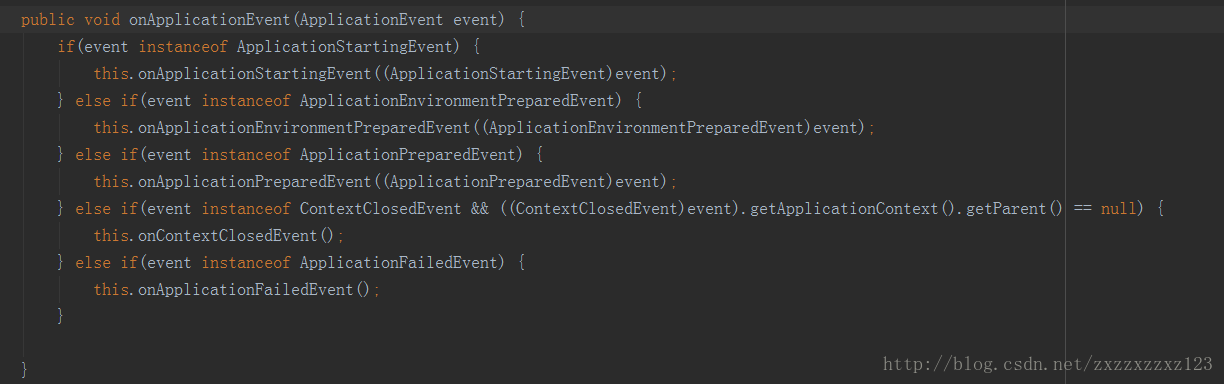 public void onApplicationEvent(ApplicationEvent event) {
    if(event instanceof ApplicationStartingEvent) {
        this.onApplicationStartingEvent((ApplicationStartingEvent)event);
    } else if(event instanceof ApplicationEnvironmentPreparedEvent) {
        this.onApplicationEnvironmentPreparedEvent((ApplicationEnvironmentPreparedEvent)event);
    } else if(event instanceof ApplicationPreparedEvent) {
        this.onApplicationPreparedEvent((ApplicationPreparedEvent)event);
    } else if(event instanceof ContextClosedEvent && ((ContextClosedEvent)event).getApplicationContext().getParent() == null) {
        this.onContextClosedEvent();
    } else if(event instanceof ApplicationFailedEvent) {
        this.onApplicationFailedEvent();
    }
}
http://blog.csdn.net/zxzzxzzxz123